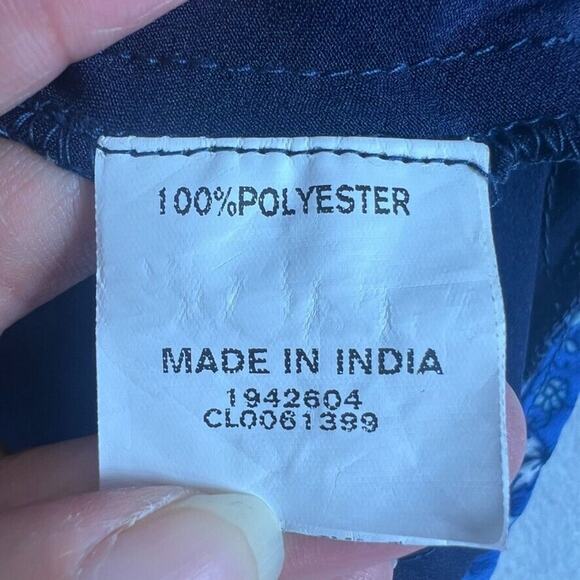 100%POLYESTER
MADE IN INDIA
1942604
CL0061399